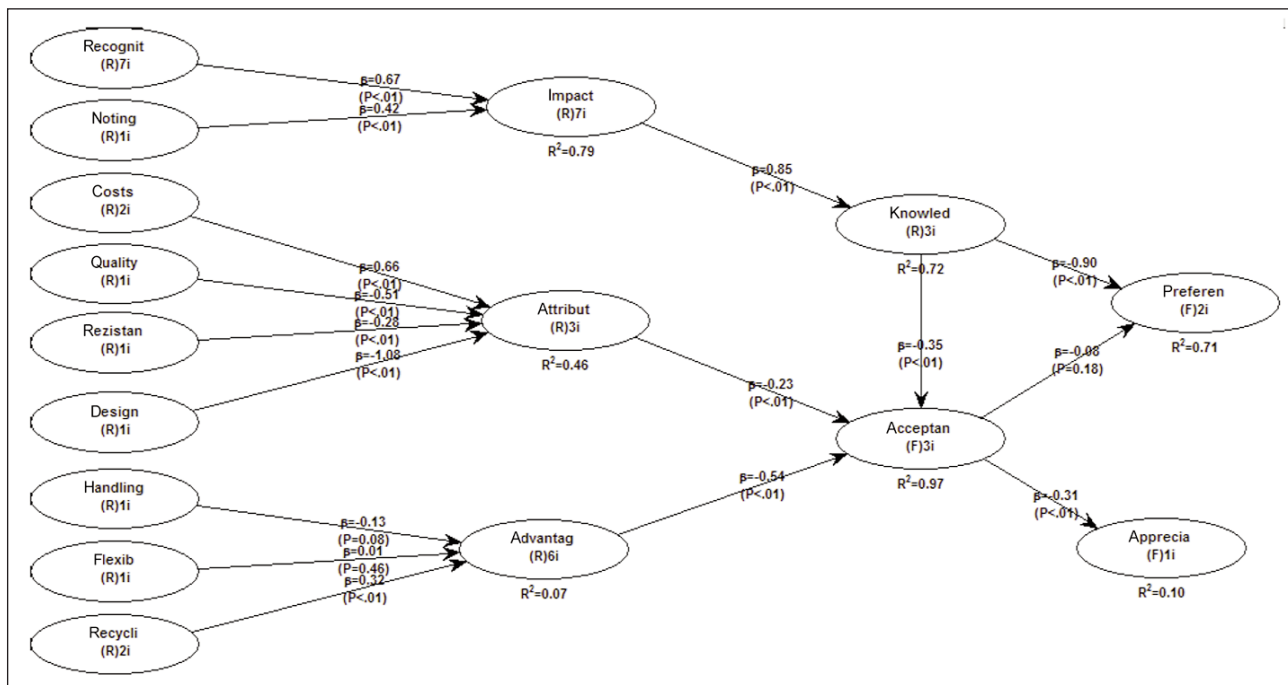 Recognit
(R)7i
β=0.67
(P<.01)
Noting
(R)1i
β=0.42
(P<.01)
Impact
(R)7i
R²=0.79
β=0.85
(P<.01)
Costs
(R)2i
β=0.66
(P<.01)
Quality
(R)1i
β=-0.51
(P<.01)
Rezistan
(R)1i
β=-0.28
(P<.01)
Design
(R)1i
β=-1.08
(P<.01)
Attribut
(R)3i
R²=0.46
β=-0.23
(P<.01)
Handling
(R)1i
β=-0.13
(P=0.08)
Flexib
(R)1i
β=0.01
(P=0.46)
Recycli
(R)2i
β=0.32
(P<.01)
Advantag
(R)6i
R²=0.07
β=-0.54
(P<.01)
Knowled
(R)3i
R²=0.72
β=-0.90
(P<.01)
β=-0.35
(P<.01)
Acceptan
(F)3i
R²=0.97
β=-0.08
(P=0.18)
β=-0.31
(P<.01)
Preferen
(F)2i
R²=0.71
Apprecia
(F)1i
R²=0.10